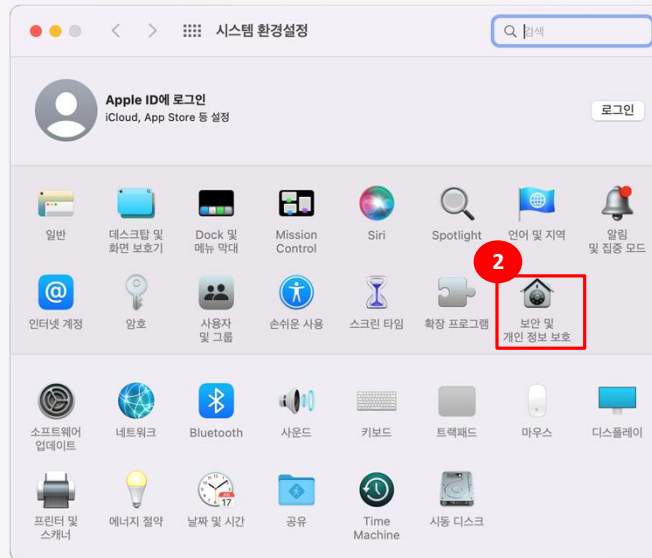 시스템 환경설정
검색
Apple ID에 로그인
iCloud, App Store 등 설정
로그인
일반
데스크탑 및
화면 보호기
Dock 및
메뉴 막대
Mission
Control
Siri
Spotlight
언어 및 지역
알림
및 집중 모드
2
인터넷 계정
암호
사용자
및 그룹
손쉬운 사용
스크린 타임
확장 프로그램
보안 및
개인 정보 보호
소프트웨어
업데이트
네트워크
Bluetooth
사운드
키보드
트랙패드
마우스
디스플레이
프린터 및
스캐너
에너지 절약
17
날짜 및 시간
공유
Time
Machine
시동 디스크